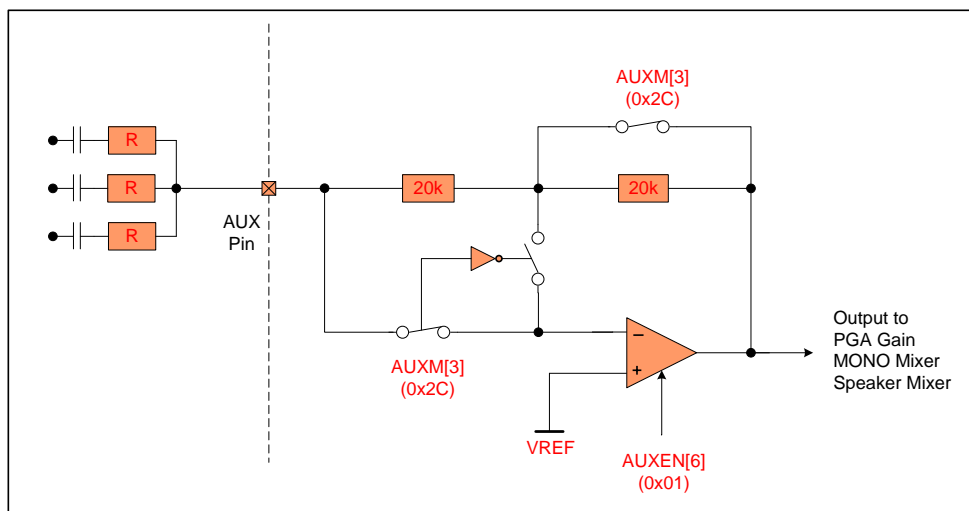 AUXM[3]
(0x2C)
R
R
R
20k
20k
AUX
Pin
AUXM[3]
(0x2C)
−
+
VREF
AUXEN[6]
(0x01)
Output to
PGA Gain
MONO Mixer
Speaker Mixer